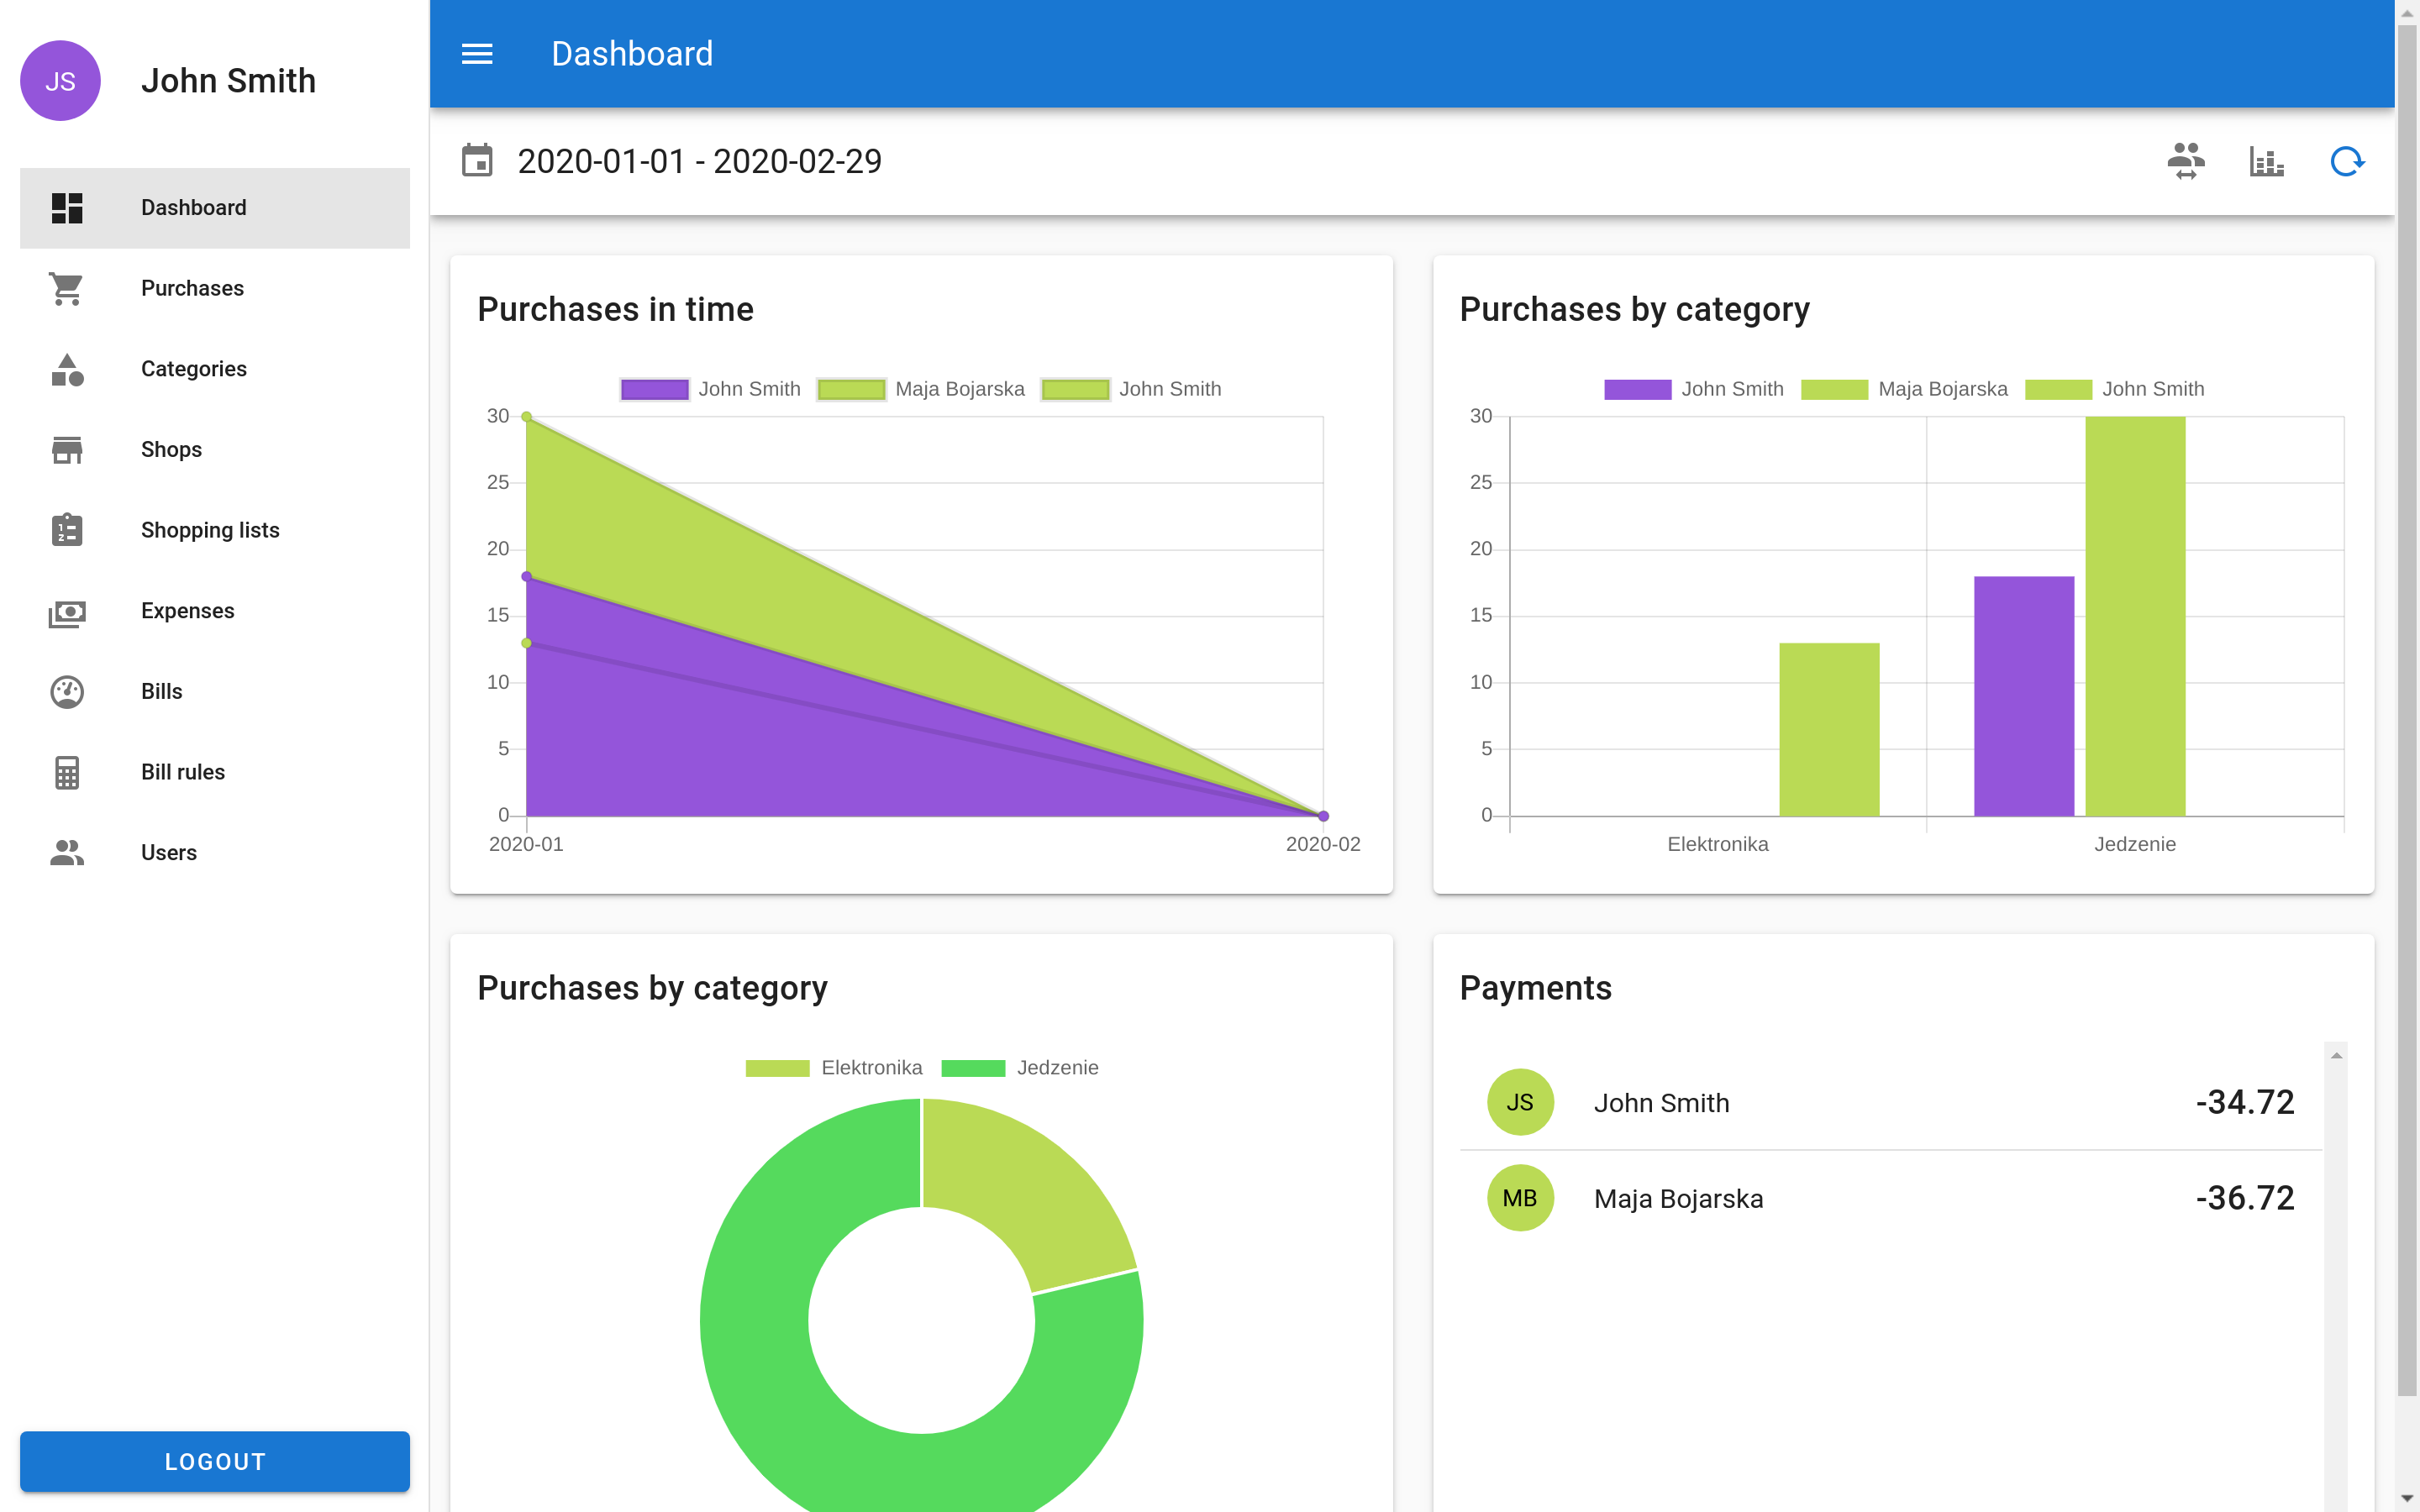 JS
John Smith
Dashboard
Purchases
Categories
Shops
Shopping lists
Expenses
Bills
Bill rules
Users
LOGOUT
Dashboard
2020-01-01 - 2020-02-29
Purchases in time
John Smith Maja Bojarska John Smith
30
25
20
15
10
5
0
2020-01 2020-02
Purchases by category
John Smith Maja Bojarska John Smith
30
25
20
15
10
5
0
Elektronika Jedzenie
Purchases by category
Elektronika Jedzenie
Payments
JS John Smith -34.72
MB Maja Bojarska -36.72